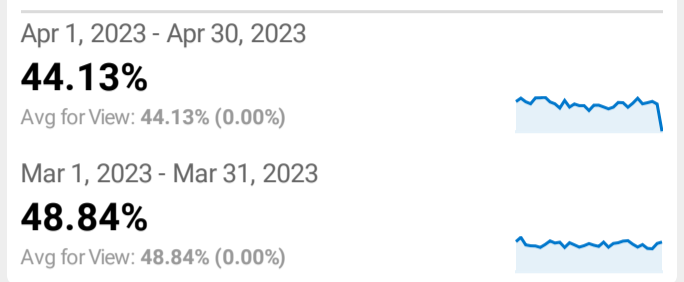 Apr 1, 2023 - Apr 30, 2023
44.13%
Avg for View: 44.13% (0.00%)
Mar 1, 2023 - Mar 31, 2023
48.84%
Avg for View: 48.84% (0.00%)